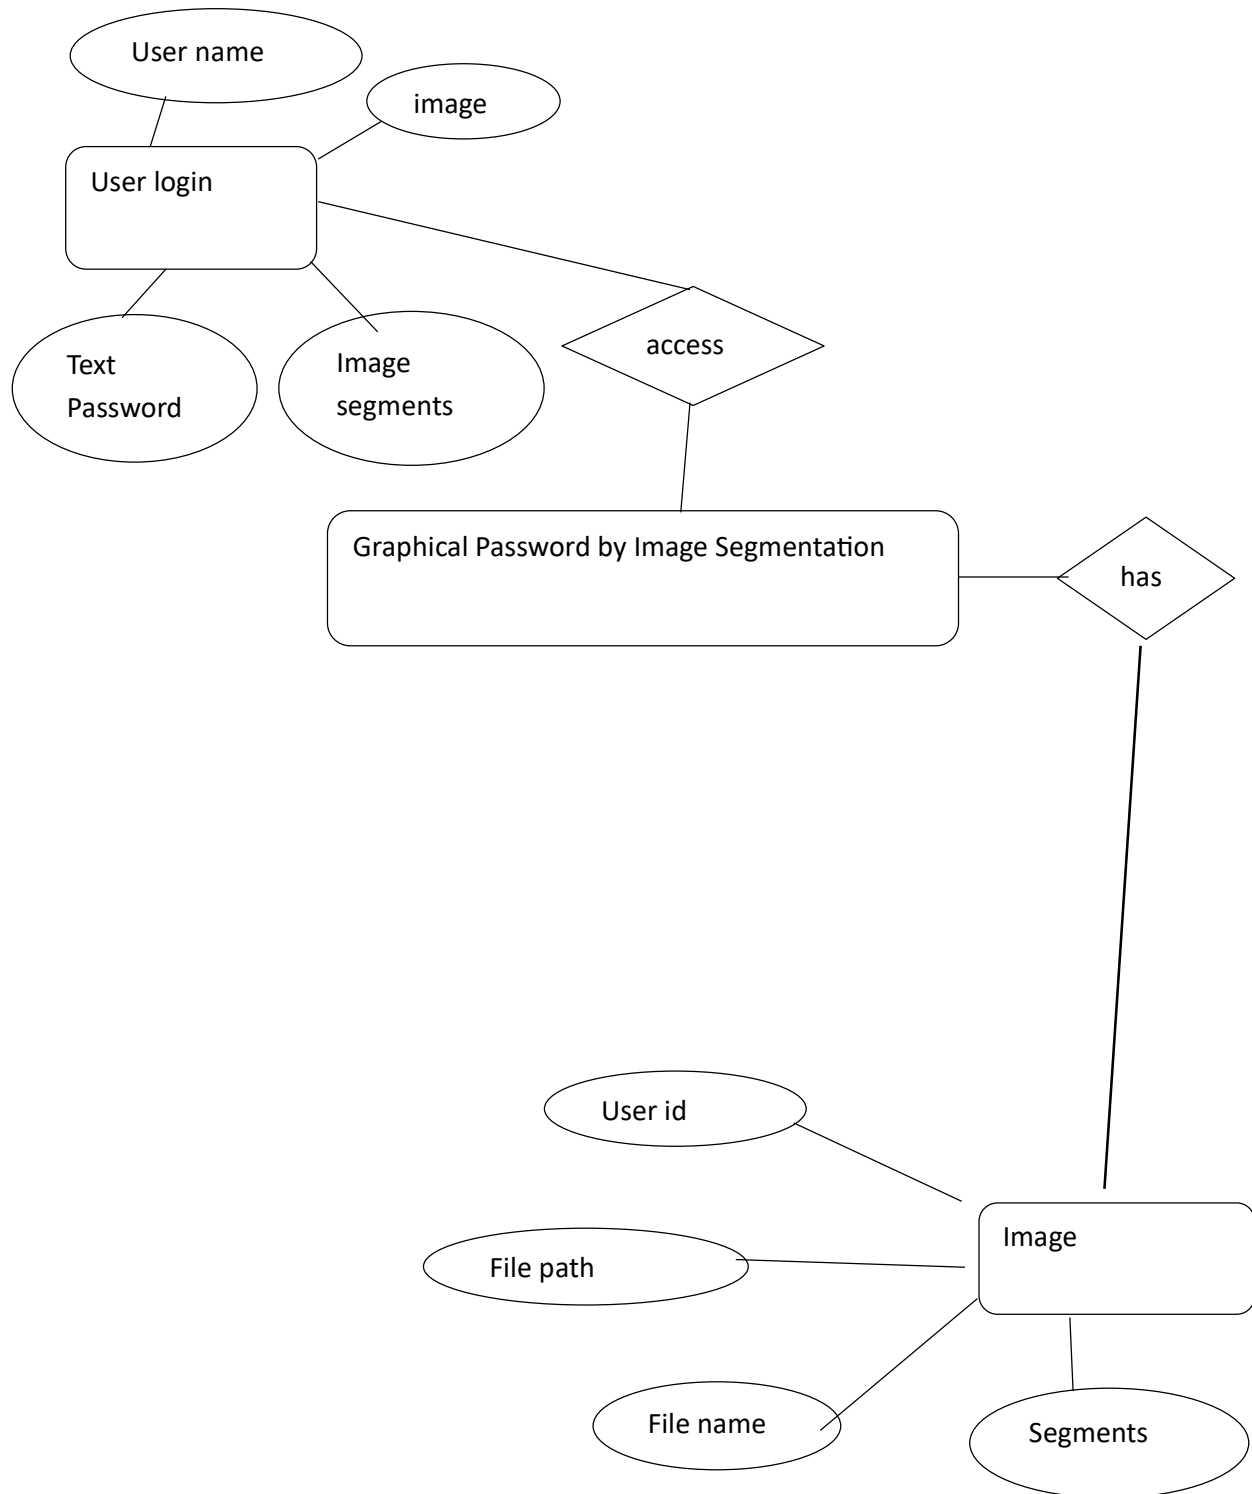 User name
image
User login
Text
Password
Image
segments
access
Graphical Password by Image Segmentation
has
User id
Image
File path
File name
Segments